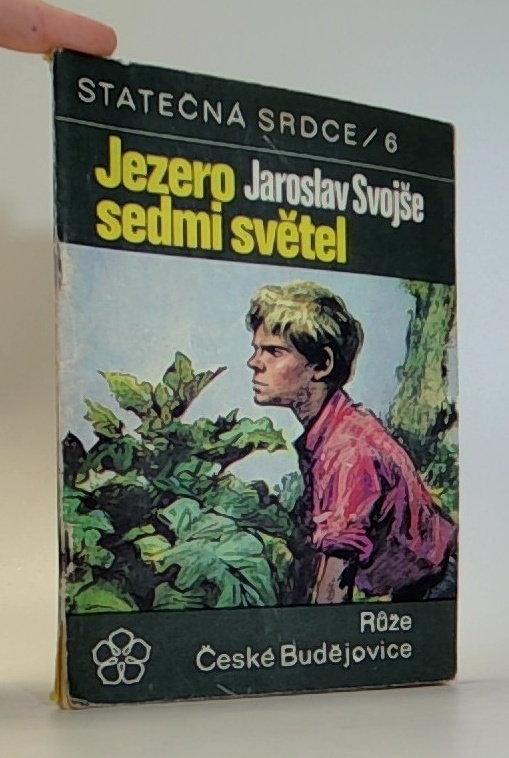 STATEČNÁ SRDCE/6
Jezero Jaroslav Svojše
sedmi světel
Růže
České Budějovice